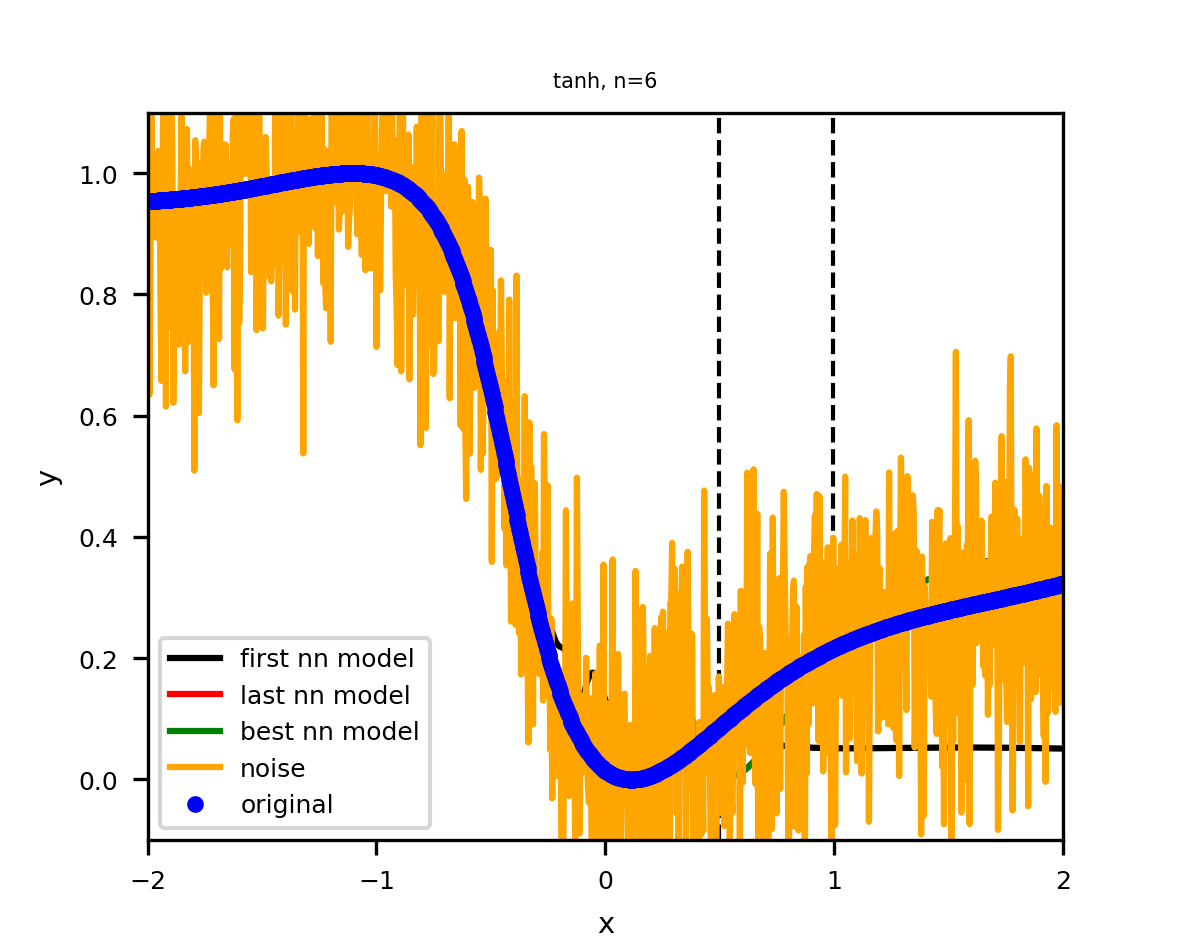 tanh, n=6
1.0
0.8
0.6
0.4
0.2
0.0
y
first nn model
last nn model
best nn model
noise
original
−2
−1
0
1
2
x